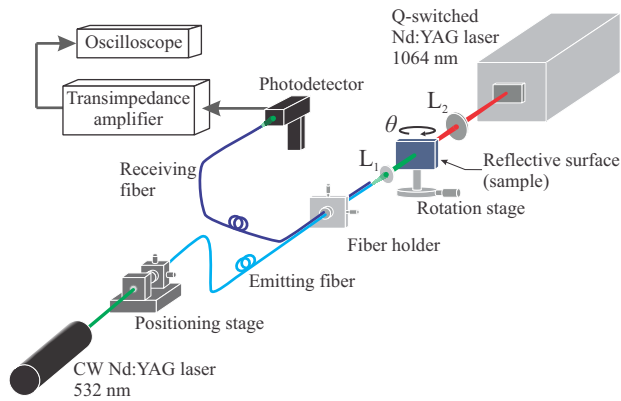 Q-switched
Nd:YAG laser
1064 nm
Oscilloscope
Photodetector
Transimpedance
amplifier
L2
θ
L1
Receiving
fiber
Reflective surface
(sample)
Rotation stage
Fiber holder
Emitting fiber
Positioning stage
CW Nd:YAG laser
532 nm